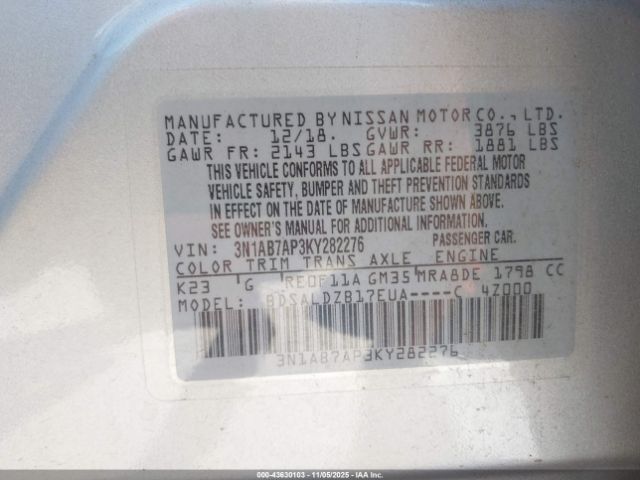 MANUFACTURED BY NISSAN MOTOR CO., LTD.
DATE: 12/18. GVWR: 3876 LBS
GAWR FR: 2143 LBS GAWR RR: 1881 LBS
THIS VEHICLE CONFORMS TO ALL APPLICABLE FEDERAL MOTOR
VEHICLE SAFETY, BUMPER AND THEFT PREVENTION STANDARDS
IN EFFECT ON THE DATE OF MANUFACTURE SHOWN ABOVE.
SEE OWNER'S MANUAL FOR ADDITIONAL INFORMATION
VIN: 3N1AB7AP3KY282276 PASSENGER CAR.
COLOR TRIM TRANS AXLE ENGINE
K23 G RE0F11A GM35 MRA8DE 1798 CC
MODEL: BDSALDZB17EUA----C 4Z000
3N1AB7AP3KY282276
000-43630103 - 11/05/2025 - IAA Inc.